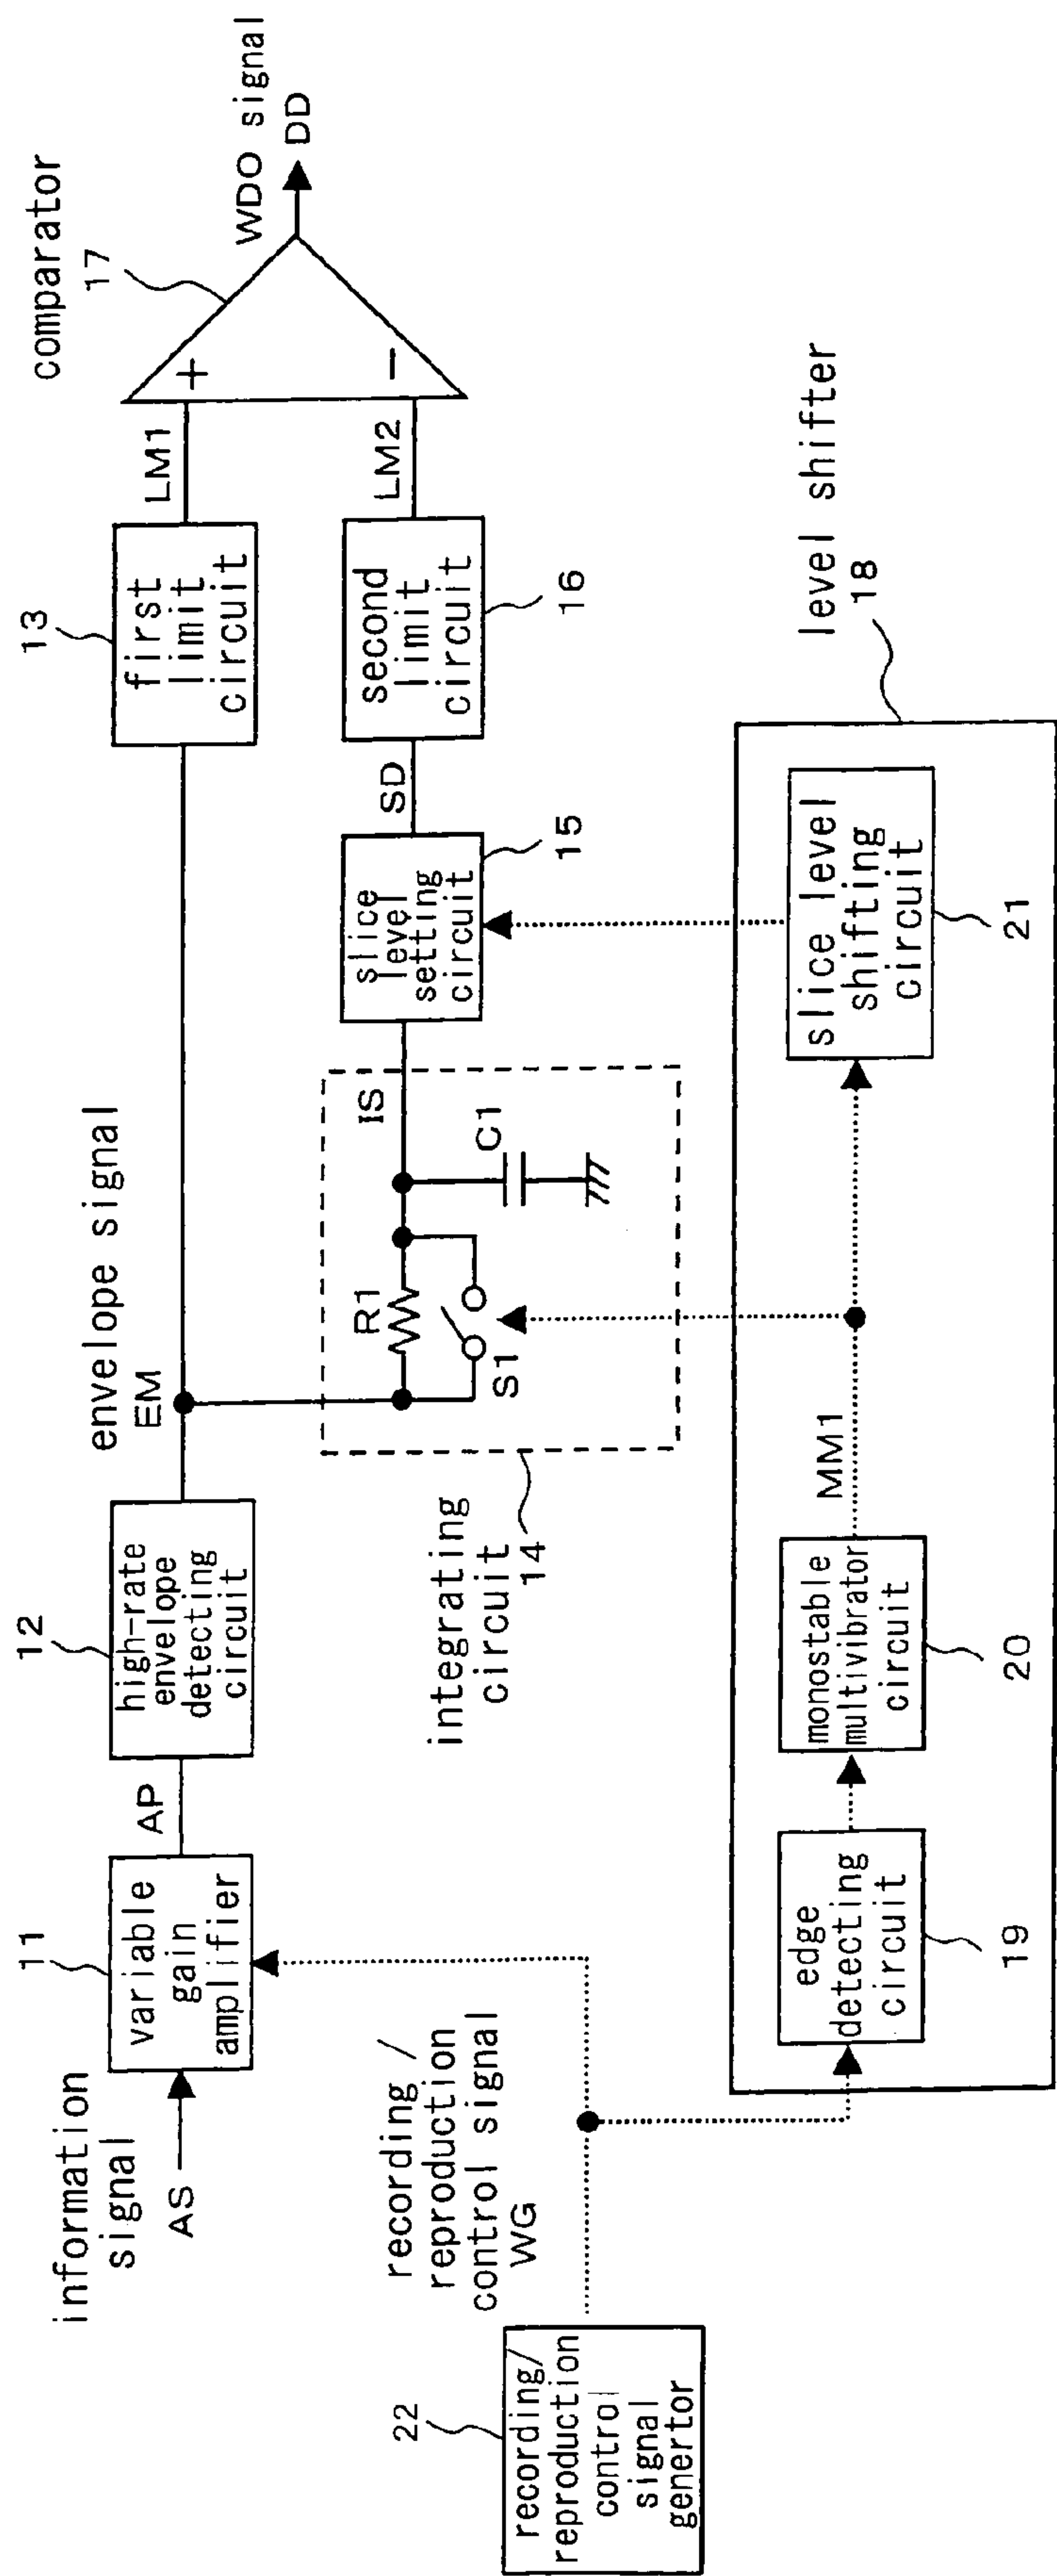 information
signal
AS
11
variable
gain
amplifier
AP
12
high-rate
envelope
detecting
circuit
envelope signal
EM
13
first
limit
circuit
LM1
comparator
17
+
−
WDO signal
DD
integrating
circuit
14
R1
S1
C1
IS
slice
level
setting
circuit
15
SD
second
limit
circuit
16
LM2
recording/
reproduction
control signal
WG
22
recording/
reproduction
control
signal
genertor
level shifter
18
edge
detecting
circuit
19
monostable
multivibrator
circuit
20
MM1
slice level
shifting
circuit
21